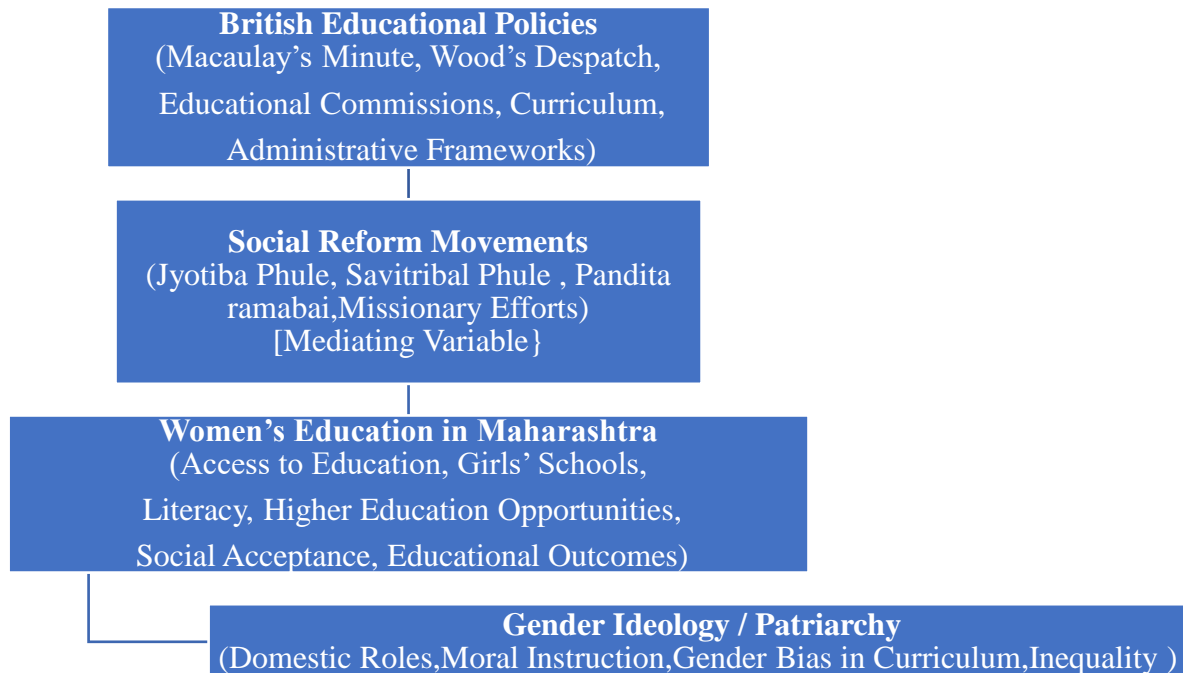 British Educational Policies
(Macaulay’s Minute, Wood’s Despatch,
Educational Commissions, Curriculum,
Administrative Frameworks)
Social Reform Movements
(Jyotiba Phule, Savitribal Phule , Pandita
ramabai,Missionary Efforts)
[Mediating Variable}
Women’s Education in Maharashtra
(Access to Education, Girls’ Schools,
Literacy, Higher Education Opportunities,
Social Acceptance, Educational Outcomes)
Gender Ideology / Patriarchy
(Domestic Roles,Moral Instruction,Gender Bias in Curriculum,Inequality )